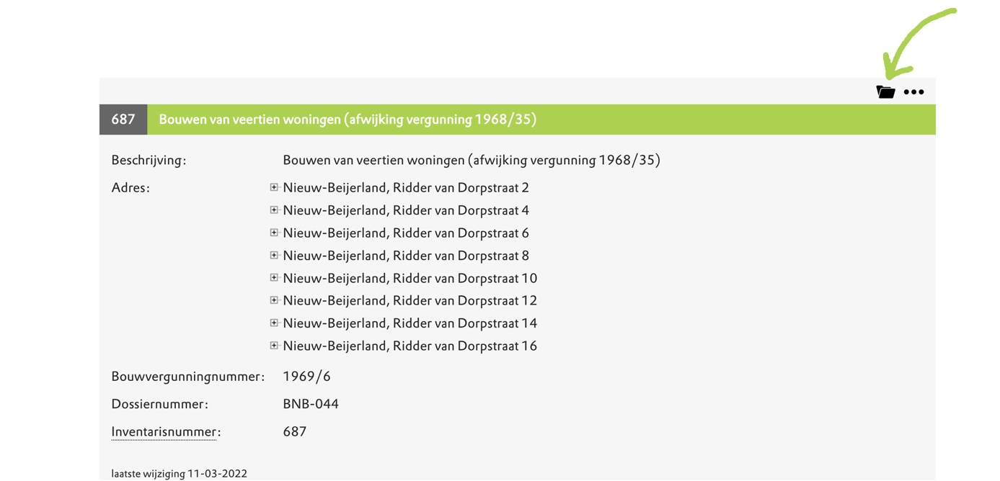 687 Bouwen van veertien woningen (afwijking vergunning 1968/35)
Beschrijving: Bouwen van veertien woningen (afwijking vergunning 1968/35)
Adres: Nieuw-Beijerland, Ridder van Dorpstraat 2
Nieuw-Beijerland, Ridder van Dorpstraat 4
Nieuw-Beijerland, Ridder van Dorpstraat 6
Nieuw-Beijerland, Ridder van Dorpstraat 8
Nieuw-Beijerland, Ridder van Dorpstraat 10
Nieuw-Beijerland, Ridder van Dorpstraat 12
Nieuw-Beijerland, Ridder van Dorpstraat 14
Nieuw-Beijerland, Ridder van Dorpstraat 16
Bouwvergunningnummer: 1969/6
Dossiernummer: BNB-044
Inventarisnummer: 687
laatste wijziging 11-03-2022